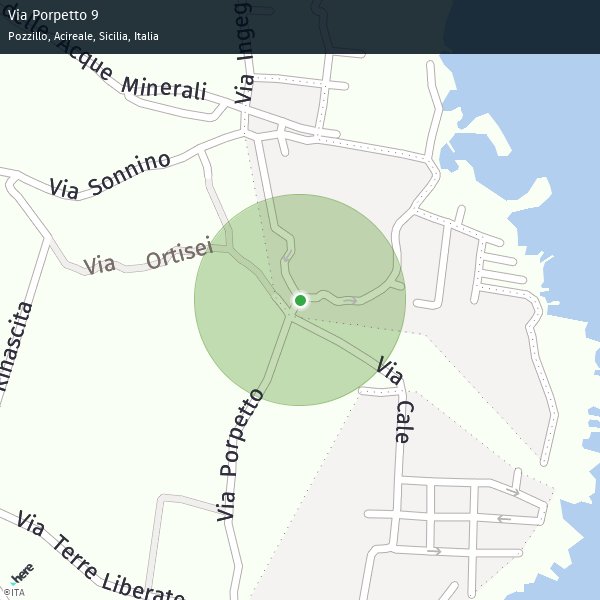 Via Porpetto 9
Pozzillo, Acireale, Sicilia, Italia
delle Acque Minerali
Via Ingeg
Via Sonnino
Via Ortisei
Rinascita
Via Cale
Via Porpetto
Via Terre Liberate
here
©ITA